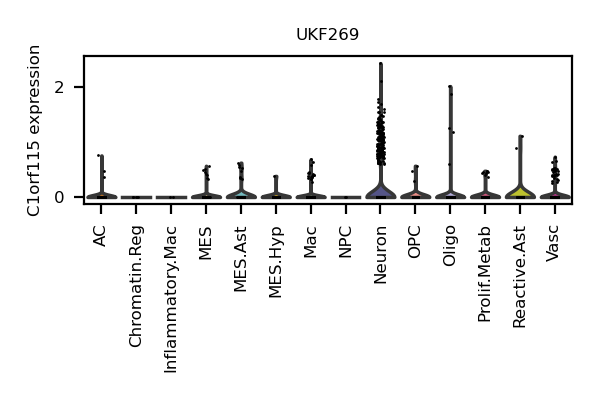 UKF269
C1orf115 expression
2
0
AC
Chromatin.Reg
Inflammatory.Mac
MES
MES.Ast
MES.Hyp
Mac
NPC
Neuron
OPC
Oligo
Prolif.Metab
Reactive.Ast
Vasc